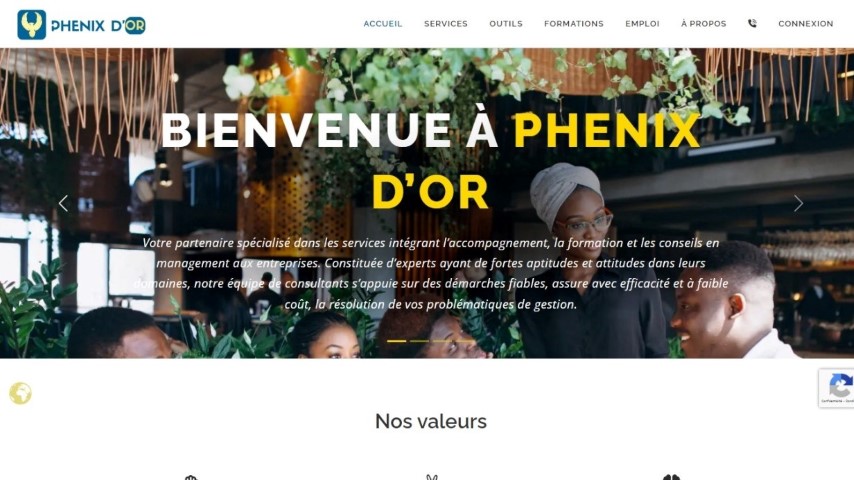 PHENIX D'OR
ACCUEIL
SERVICES
OUTILS
FORMATIONS
EMPLOI
À PROPOS
CONNEXION
BIENVENUE À PHENIX
D'OR
Votre partenaire spécialisé dans les services intégrant l'accompagnement, la formation et les conseils en
management aux entreprises. Constituée d'experts ayant de fortes aptitudes et attitudes dans leurs
domaines, notre équipe de consultants s'appuie sur des démarches fiables, assure avec efficacité et à faible
coût, la résolution de vos problématiques de gestion.
Nos valeurs